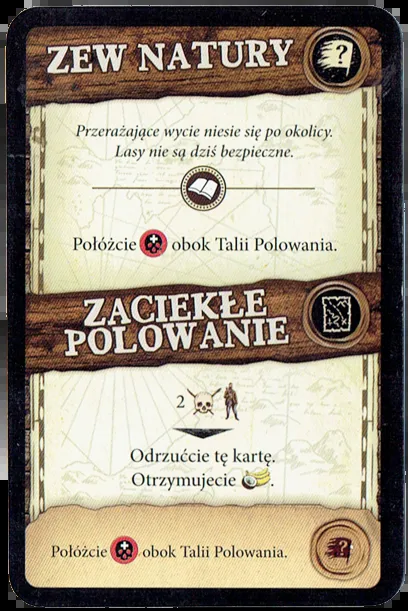 ZEW NATURY
?
Przerażające wycie niesie się po okolicy.
Lasy nie są dziś bezpieczne.
Połóżcie obok Talii Polowania.
ZACIEKŁE
POLOWANIE
2
Odrzućcie tę kartę.
Otrzymujecie .
Połóżcie obok Talii Polowania.
?